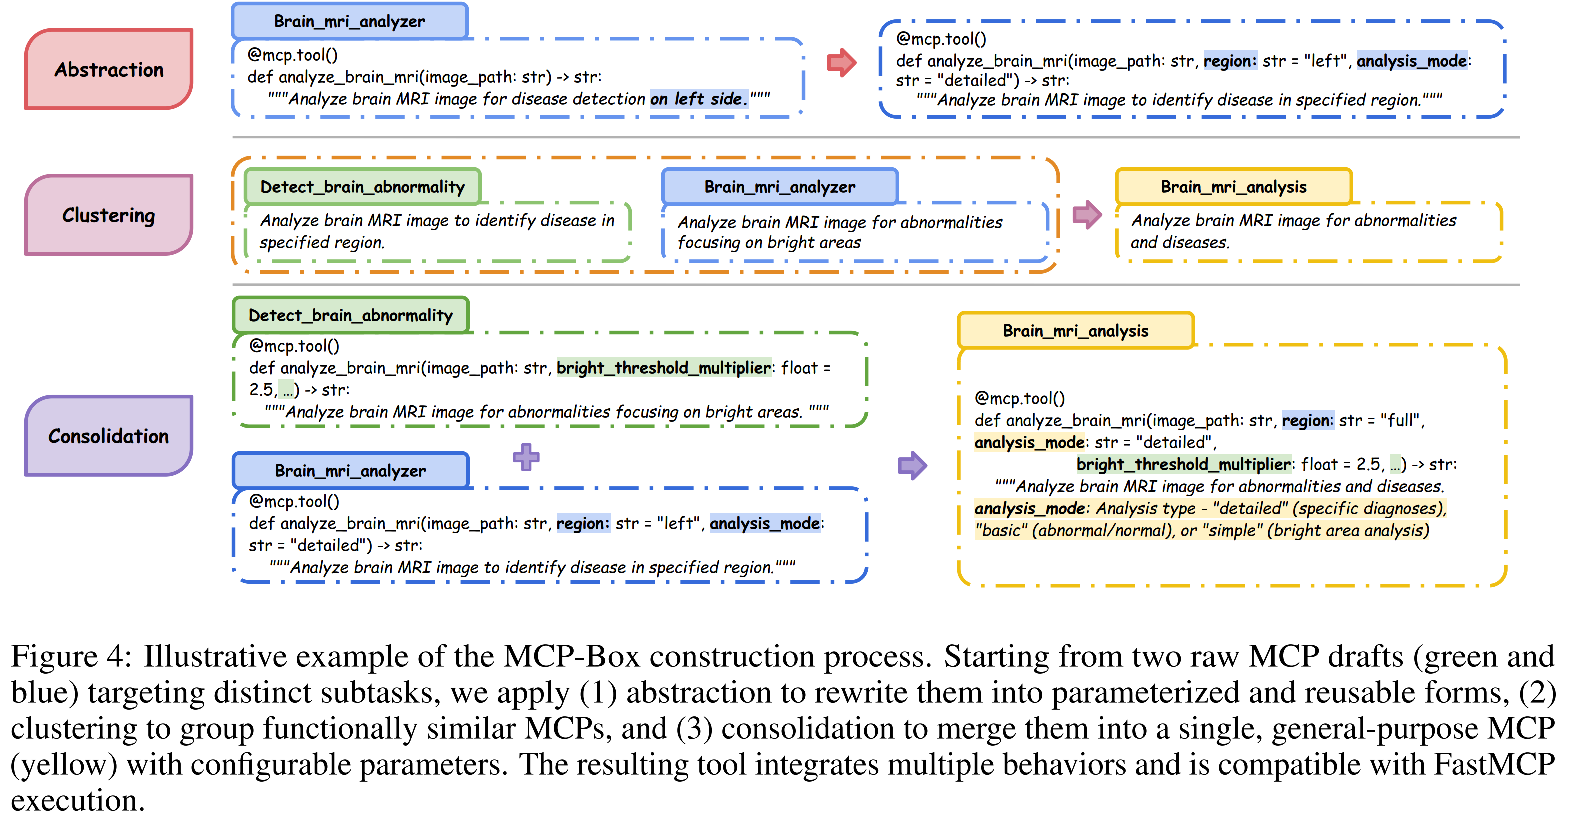 Abstraction
Brain_mri_analyzer
@mcp.tool()
def analyze_brain_mri(image_path: str) -> str:
"""Analyze brain MRI image for disease detection on left side."""
@mcp.tool()
def analyze_brain_mri(image_path: str, region: str = "left", analysis_mode:
str = "detailed") -> str:
"""Analyze brain MRI image to identify disease in specified region."""
Clustering
Detect_brain_abnormality
Analyze brain MRI image to identify disease in
specified region.
Brain_mri_analyzer
Analyze brain MRI image for abnormalities
focusing on bright areas
Brain_mri_analysis
Analyze brain MRI image for abnormalities
and diseases.
Consolidation
Detect_brain_abnormality
@mcp.tool()
def analyze_brain_mri(image_path: str, bright_threshold_multiplier: float =
2.5, …) -> str:
"""Analyze brain MRI image for abnormalities focusing on bright areas. """
Brain_mri_analyzer
@mcp.tool()
def analyze_brain_mri(image_path: str, region: str = "left", analysis_mode:
str = "detailed") -> str:
"""Analyze brain MRI image to identify disease in specified region."""
Brain_mri_analysis
@mcp.tool()
def analyze_brain_mri(image_path: str, region: str = "full",
analysis_mode: str = "detailed",
bright_threshold_multiplier: float = 2.5, …) -> str:
"""Analyze brain MRI image for abnormalities and diseases.
analysis_mode: Analysis type - "detailed" (specific diagnoses),
"basic" (abnormal/normal), or "simple" (bright area analysis)
Figure 4: Illustrative example of the MCP-Box construction process. Starting from two raw MCP drafts (green and
blue) targeting distinct subtasks, we apply (1) abstraction to rewrite them into parameterized and reusable forms, (2)
clustering to group functionally similar MCPs, and (3) consolidation to merge them into a single, general-purpose MCP
(yellow) with configurable parameters. The resulting tool integrates multiple behaviors and is compatible with FastMCP
execution.